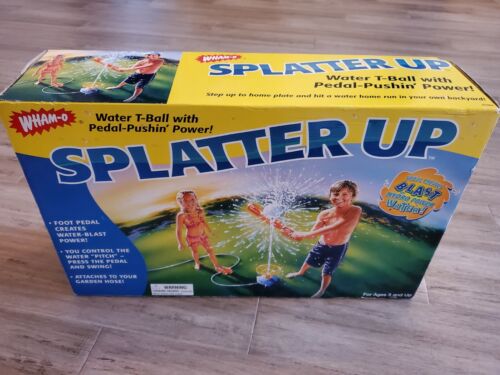 WHAM-O
SPLATTER UP
Water T-Ball with
Pedal-Pushin' Power!
Step up to home plate and hit a water home run in your own backyard!
WHAM-O
Water T-Ball with
Pedal-Pushin' Power!
SPLATTER UP™
• FOOT PEDAL
CREATES
WATER-BLAST
POWER!
• YOU CONTROL THE
WATER "PITCH" –
PRESS THE PEDAL
AND SWING!
• ATTACHES TO YOUR
GARDEN HOSE!
BLAST
WARNING
For Ages 5 and Up